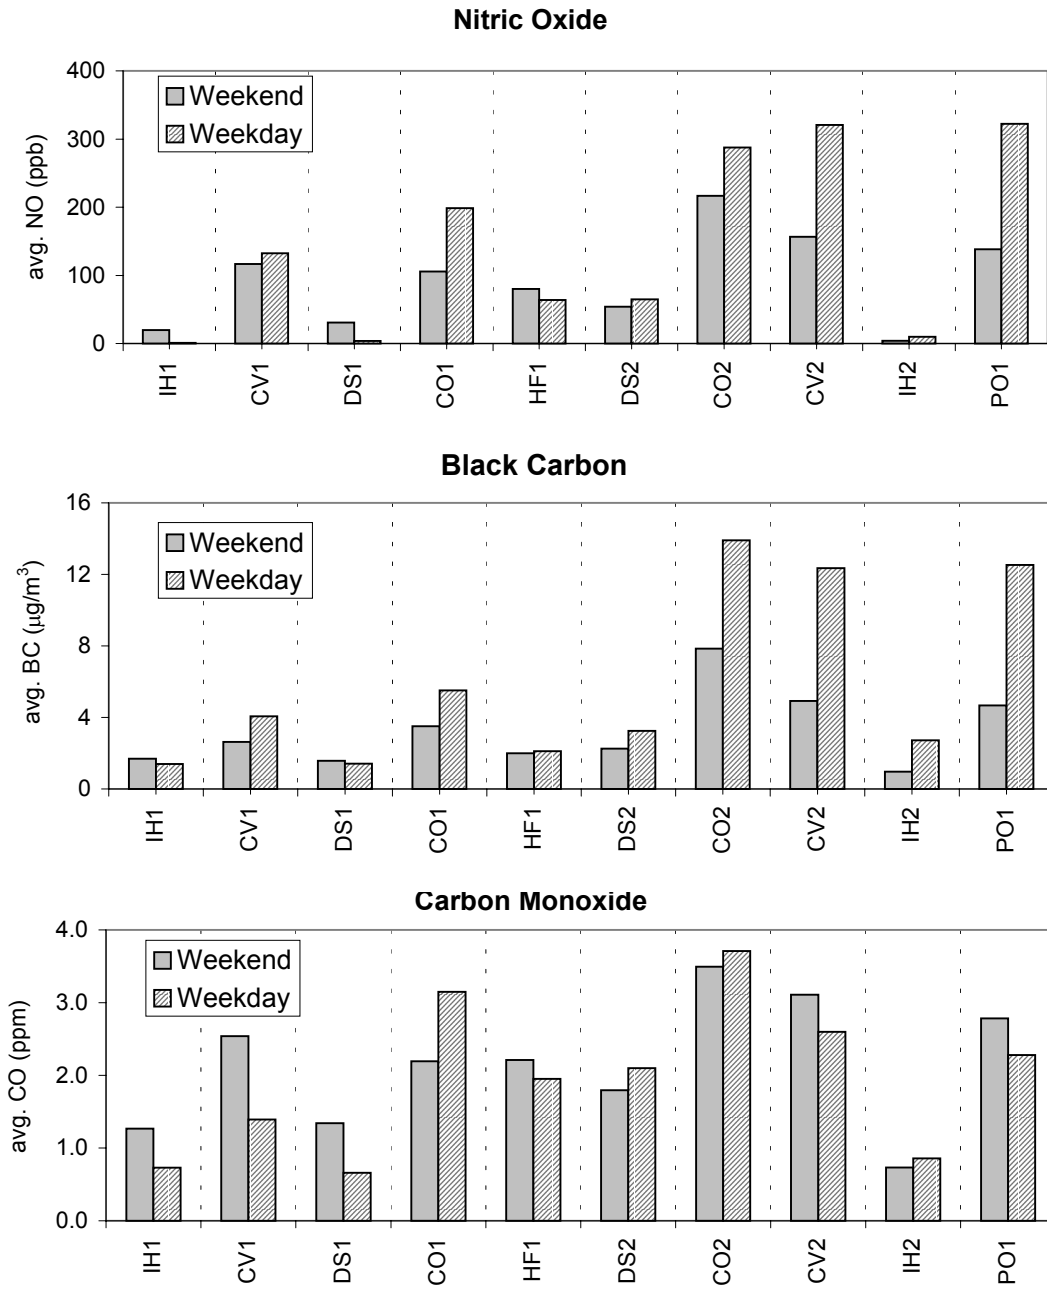 Nitric Oxide
400
300
200
100
0
avg. NO (ppb)
Weekend
Weekday
IH1 CV1 DS1 CO1 HF1 DS2 CO2 CV2 IH2 PO1
Black Carbon
16
12
8
4
0
avg. BC (µg/m³)
Weekend
Weekday
IH1 CV1 DS1 CO1 HF1 DS2 CO2 CV2 IH2 PO1
Carbon Monoxide
4.0
3.0
2.0
1.0
0.0
avg. CO (ppm)
Weekend
Weekday
IH1 CV1 DS1 CO1 HF1 DS2 CO2 CV2 IH2 PO1